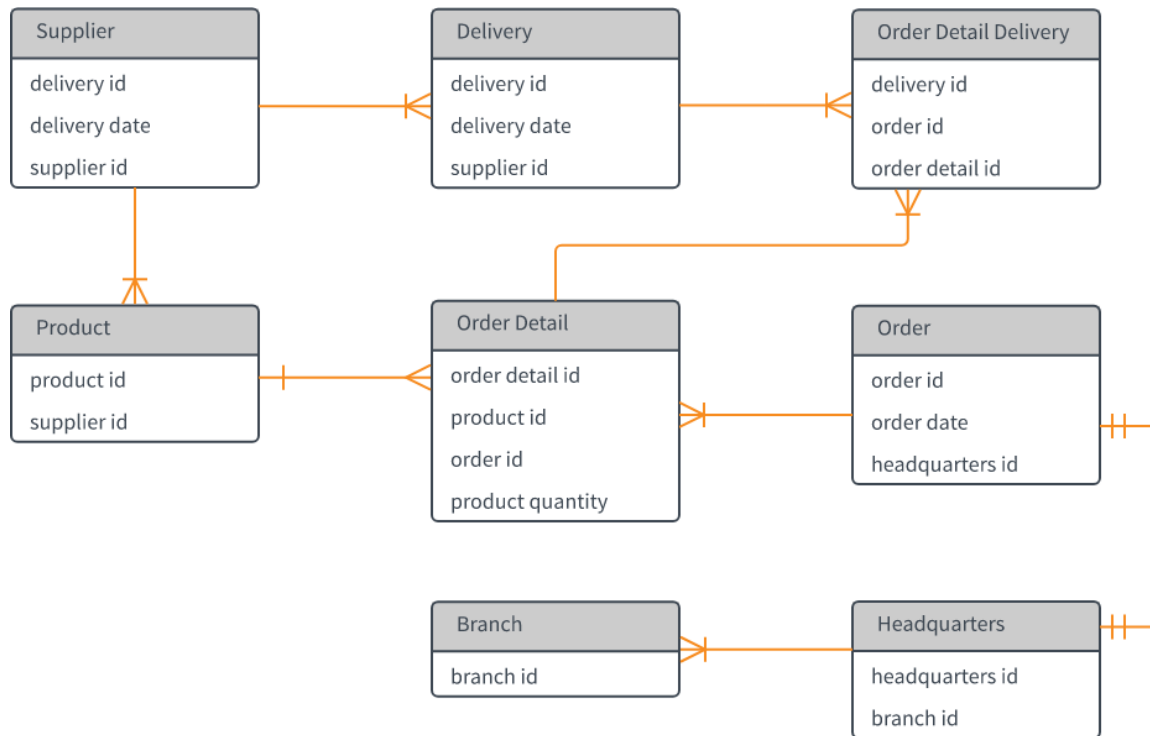 Supplier
delivery id
delivery date
supplier id
Delivery
delivery id
delivery date
supplier id
Order Detail Delivery
delivery id
order id
order detail id
Product
product id
supplier id
Order Detail
order detail id
product id
order id
product quantity
Order
order id
order date
headquarters id
Branch
branch id
Headquarters
headquarters id
branch id